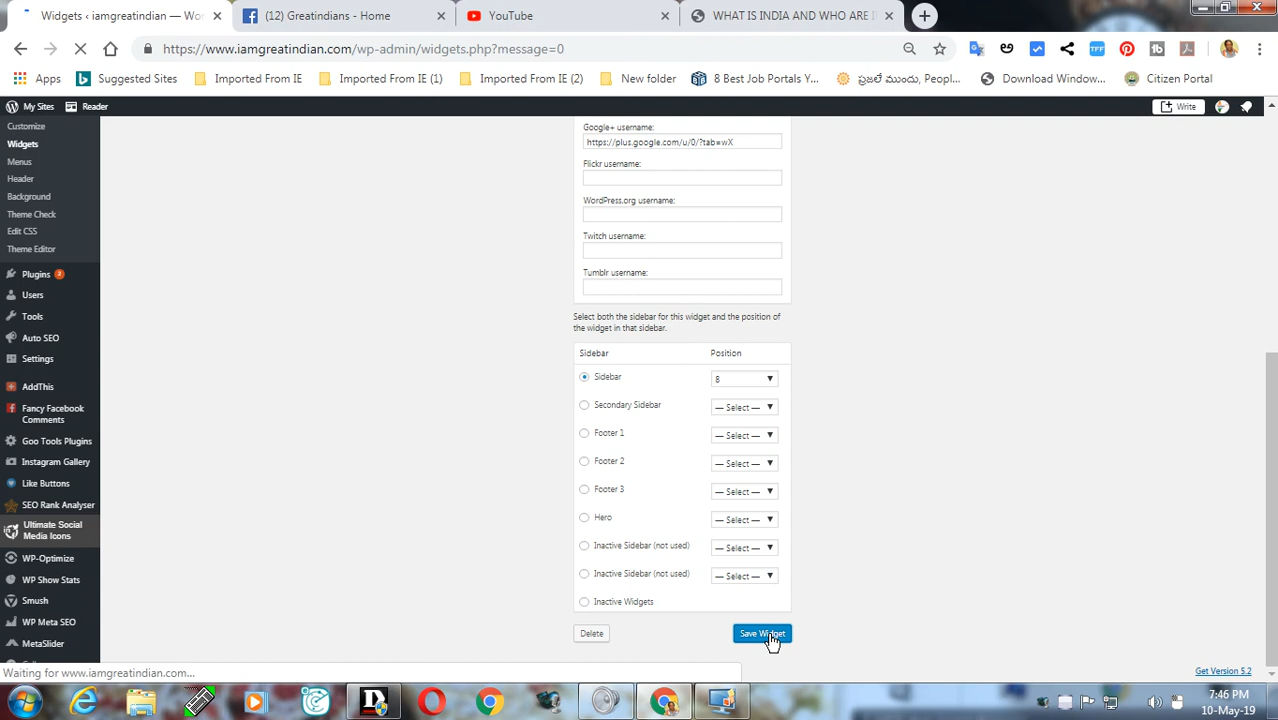 Widgets ‹ iamgreatindian — Wo
(12) Greatindians - Home
YouTube
WHAT IS INDIA AND WHO ARE I
https://www.iamgreatindian.com/wp-admin/widgets.php?message=0
Apps
Suggested Sites
Imported From IE
Imported From IE (1)
Imported From IE (2)
New folder
8 Best Job Portals Y...
ప్రజలే ముందు, Peopl...
Download Window...
Citizen Portal
My Sites
Reader
Write
Customize
Widgets
Menus
Header
Background
Theme Check
Edit CSS
Theme Editor
Plugins 3
Users
Tools
Auto SEO
Settings
AddThis
Fancy Facebook
Comments
Goo Tools Plugins
Instagram Gallery
Like Buttons
SEO Rank Analyser
Ultimate Social
Media Icons
WP-Optimize
WP Show Stats
Smush
WP Meta SEO
MetaSlider
Google+ username:
https://plus.google.com/u/0/?tab=wX
Flickr username:
WordPress.org username:
Twitch username:
Tumblr username:
Select both the sidebar for this widget and the position of
the widget in that sidebar.
Sidebar Position
Sidebar 8
Secondary Sidebar — Select —
Footer 1 — Select —
Footer 2 — Select —
Footer 3 — Select —
Hero — Select —
Inactive Sidebar (not used) — Select —
Inactive Sidebar (not used) — Select —
Inactive Widgets
Delete
Save Widget
Waiting for www.iamgreatindian.com...
Get Version 5.2
7:46 PM
10-May-19